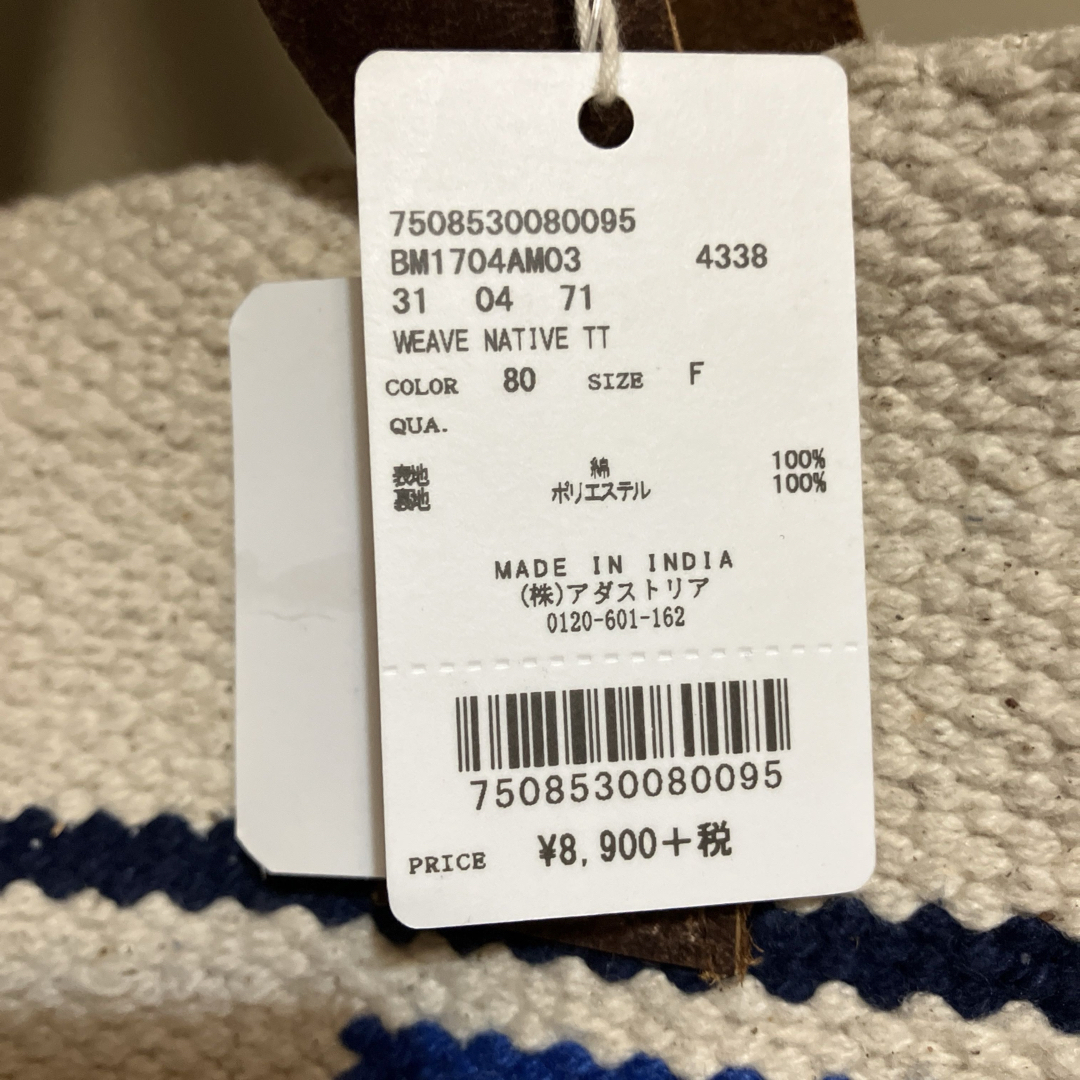 7508530080095
BM1704AM03 4338
31 04 71
WEAVE NATIVE TT
COLOR 80 SIZE F
QUA.
表地 綿 100%
裏地 ポリエステル 100%
MADE IN INDIA
(株)アダストリア
0120-601-162
7508530080095
PRICE ¥8,900+税